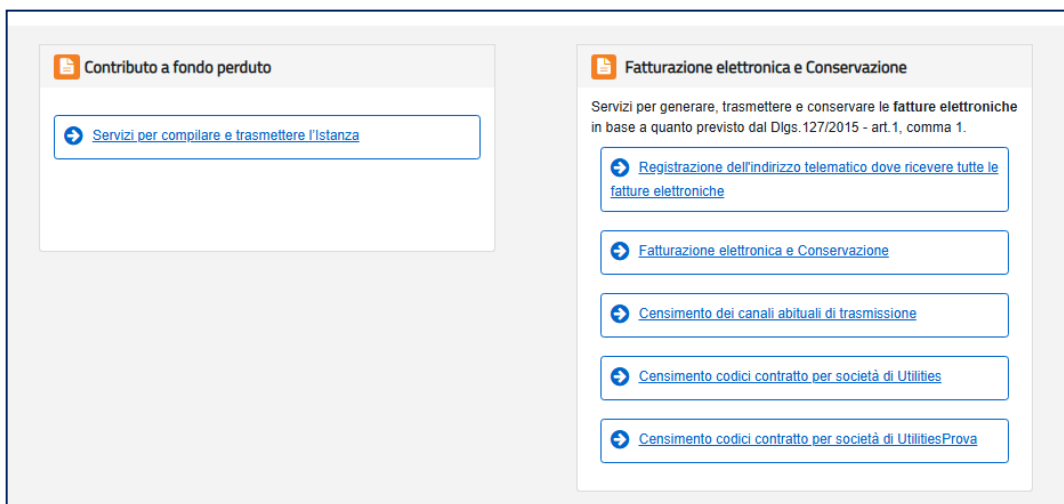 Contributo a fondo perduto
Servizi per compilare e trasmettere l'Istanza
Fatturazione elettronica e Conservazione
Servizi per generare, trasmettere e conservare le fatture elettroniche
in base a quanto previsto dal Dlgs.127/2015 - art.1, comma 1.
Registrazione dell'indirizzo telematico dove ricevere tutte le
fatture elettroniche
Fatturazione elettronica e Conservazione
Censimento dei canali abituali di trasmissione
Censimento codici contratto per società di Utilities
Censimento codici contratto per società di UtilitiesProva